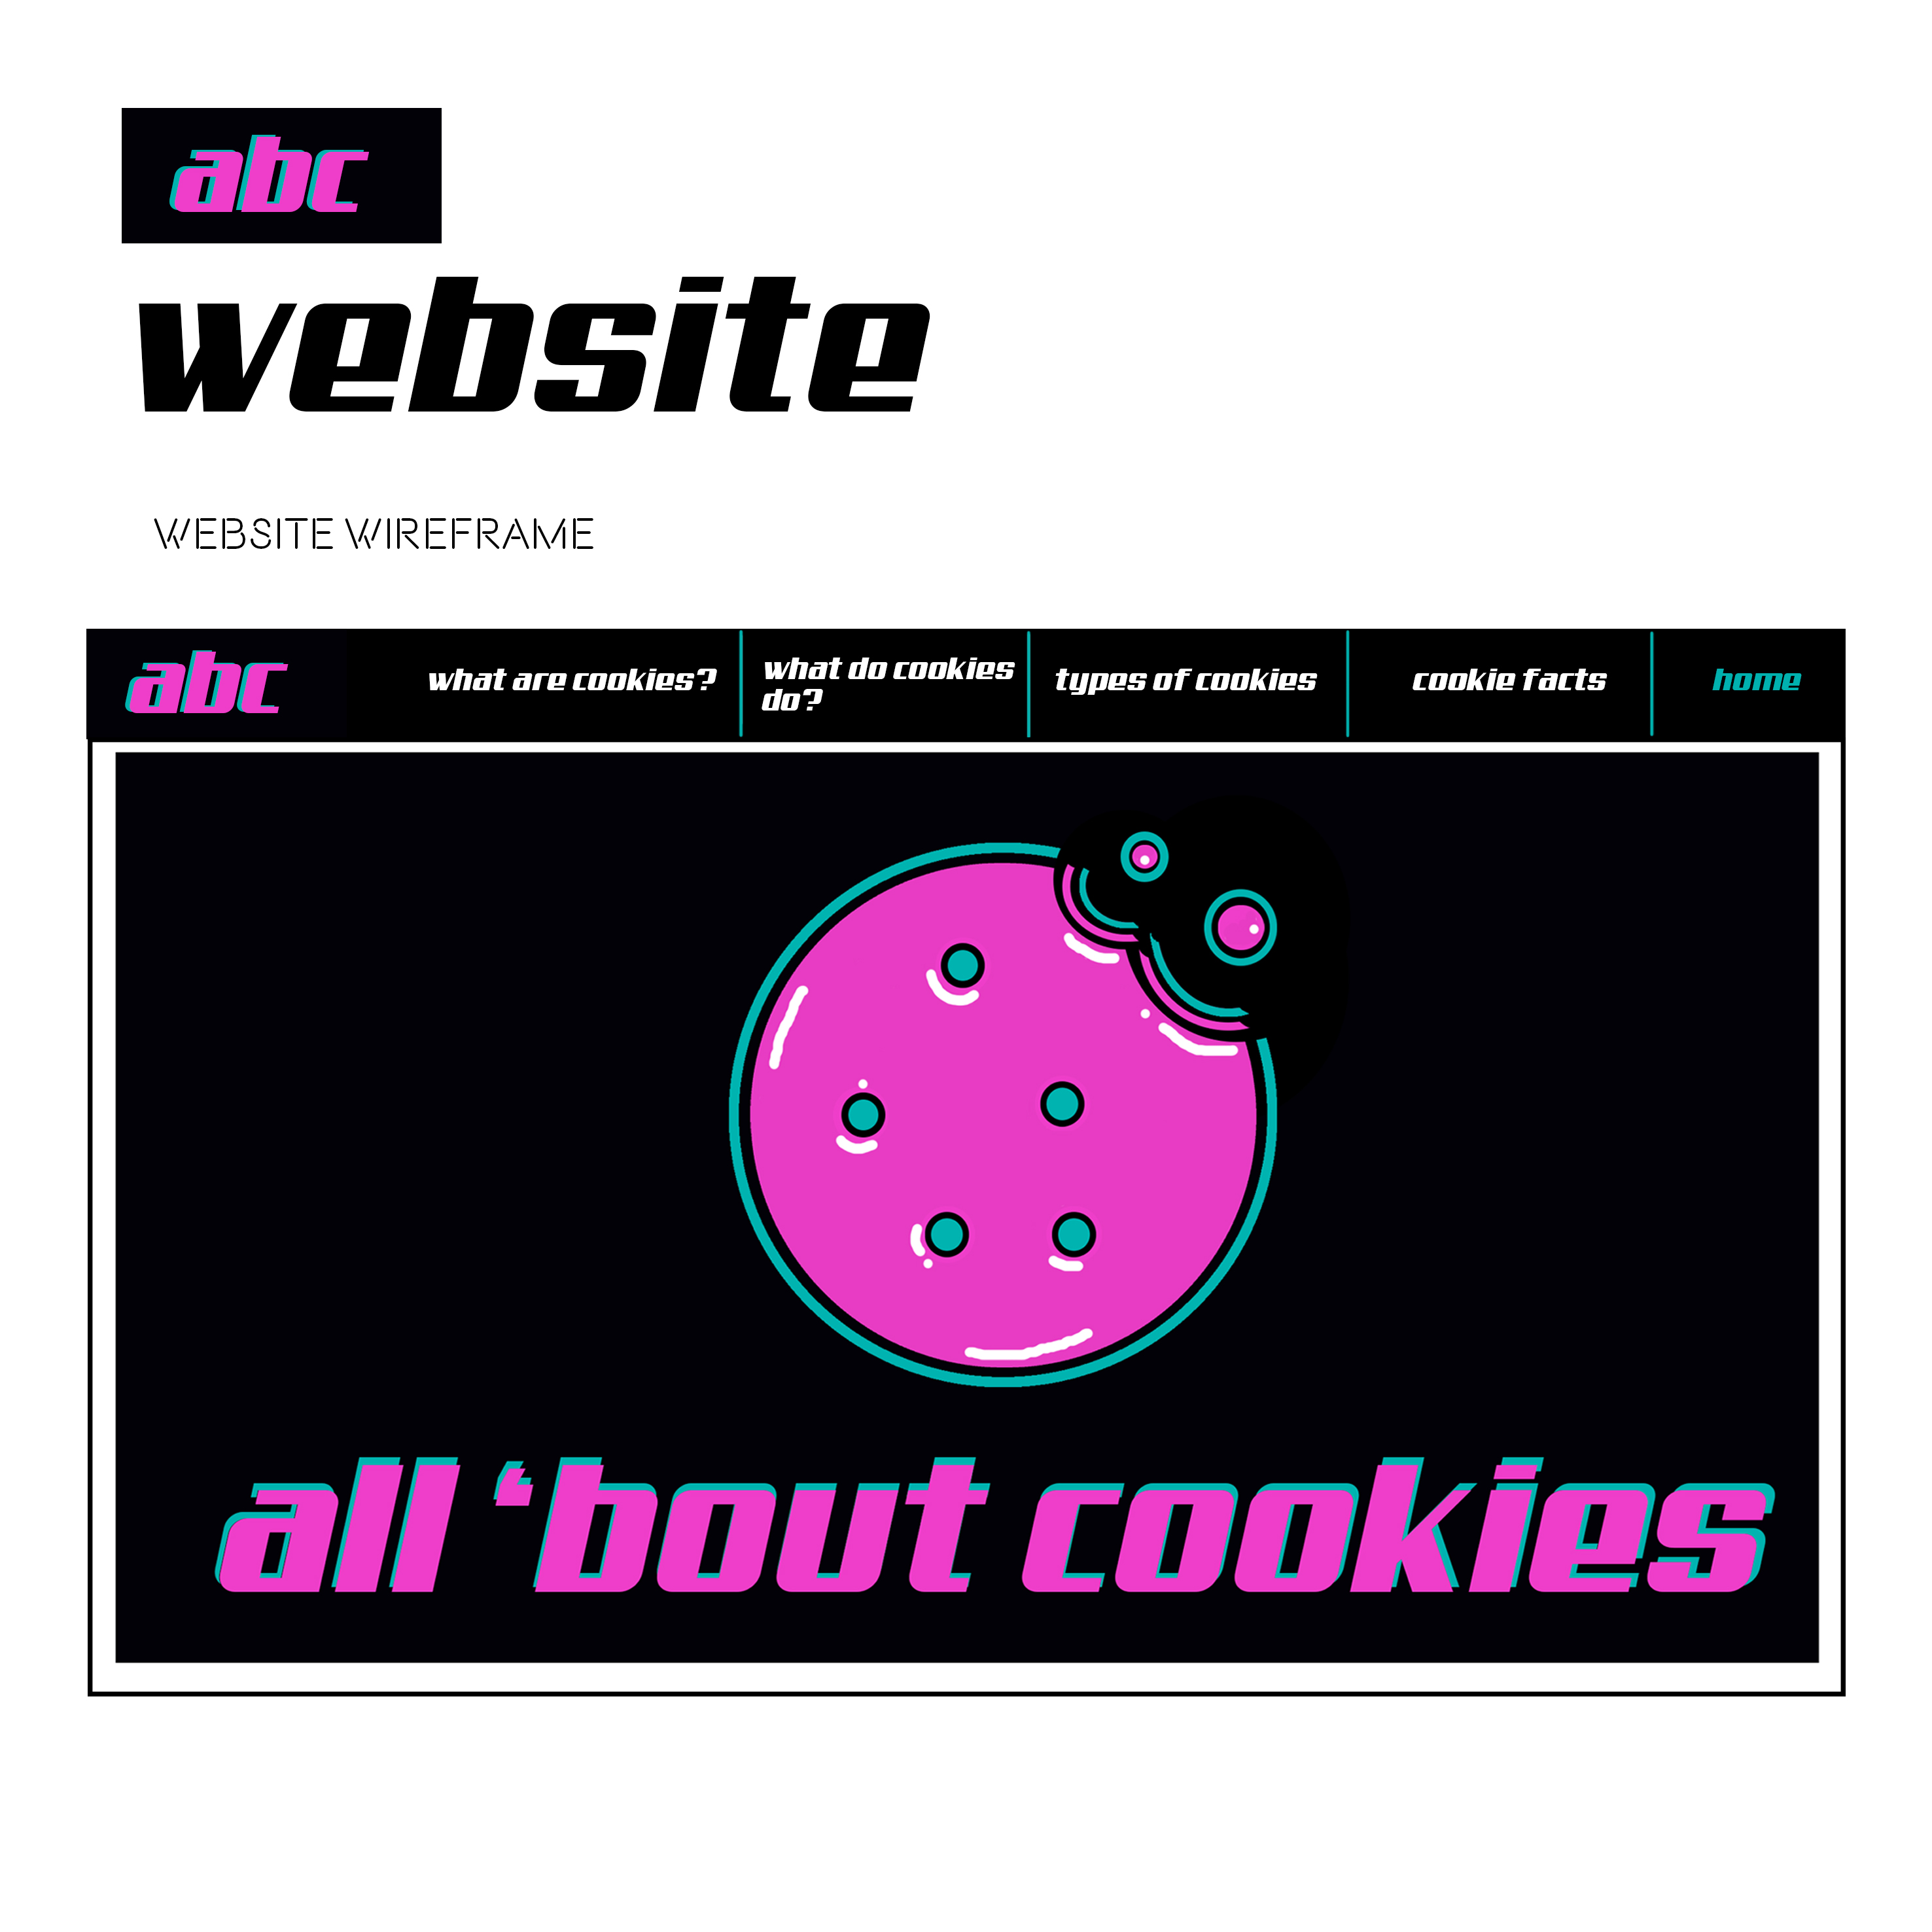 abc
website
WEBSITE WIREFRAME
abc
what are cookies?
what do cookies
do?
types of cookies
cookie facts
home
all ‘bout cookies